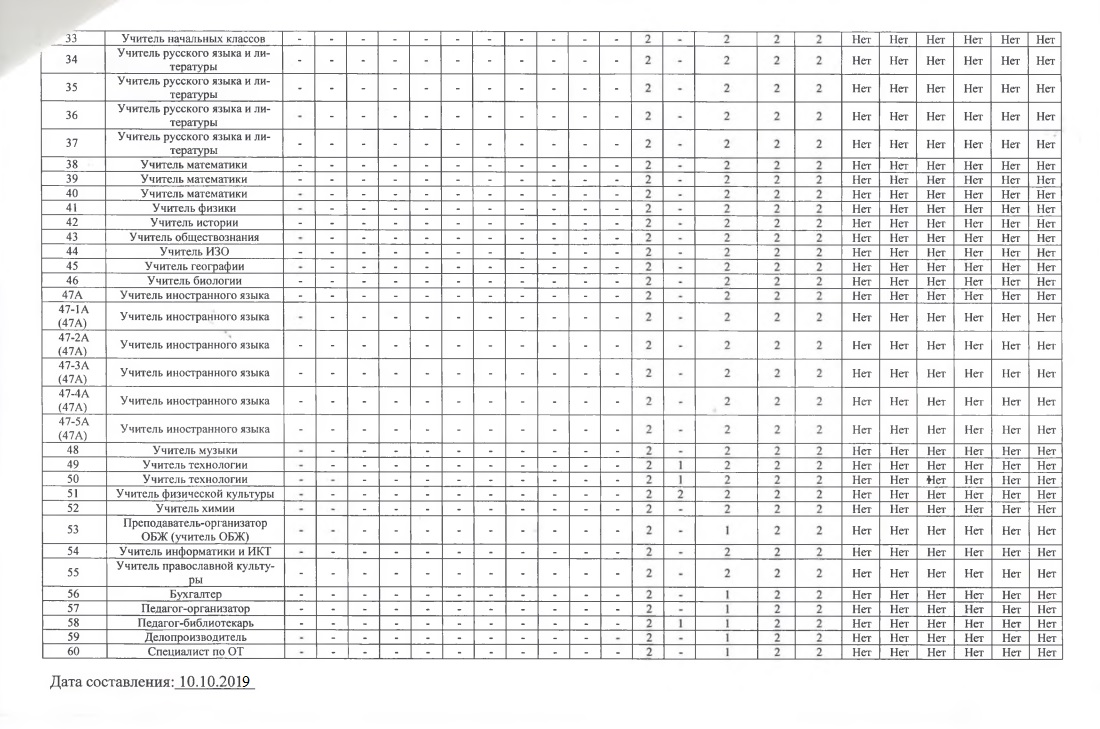 33 Учитель начальных классов - - - - - - - - - - - 2 - 2 2 2 Нет Нет Нет Нет Нет Нет
34 Учитель русского языка и ли-
тературы - - - - - - - - - - - 2 - 2 2 2 Нет Нет Нет Нет Нет Нет
35 Учитель русского языка и ли-
тературы - - - - - - - - - - - 2 - 2 2 2 Нет Нет Нет Нет Нет Нет
36 Учитель русского языка и ли-
тературы - - - - - - - - - - - 2 - 2 2 2 Нет Нет Нет Нет Нет Нет
37 Учитель русского языка и ли-
тературы - - - - - - - - - - - 2 - 2 2 2 Нет Нет Нет Нет Нет Нет
38 Учитель математики - - - - - - - - - - - 2 - 2 2 2 Нет Нет Нет Нет Нет Нет
39 Учитель математики - - - - - - - - - - - 2 - 2 2 2 Нет Нет Нет Нет Нет Нет
40 Учитель математики - - - - - - - - - - - 2 - 2 2 2 Нет Нет Нет Нет Нет Нет
41 Учитель физики - - - - - - - - - - - 2 - 2 2 2 Нет Нет Нет Нет Нет Нет
42 Учитель истории - - - - - - - - - - - 2 - 2 2 2 Нет Нет Нет Нет Нет Нет
43 Учитель обществознания - - - - - - - - - - - 2 - 2 2 2 Нет Нет Нет Нет Нет Нет
44 Учитель ИЗО - - - - - - - - - - - 2 - 2 2 2 Нет Нет Нет Нет Нет Нет
45 Учитель географии - - - - - - - - - - - 2 - 2 2 2 Нет Нет Нет Нет Нет Нет
46 Учитель биологии - - - - - - - - - - - 2 - 2 2 2 Нет Нет Нет Нет Нет Нет
47А Учитель иностранного языка - - - - - - - - - - - 2 - 2 2 2 Нет Нет Нет Нет Нет Нет
47-1А
(47А) Учитель иностранного языка - - - - - - - - - - - 2 - 2 2 2 Нет Нет Нет Нет Нет Нет
47-2А
(47А) Учитель иностранного языка - - - - - - - - - - - 2 - 2 2 2 Нет Нет Нет Нет Нет Нет
47-3А
(47А) Учитель иностранного языка - - - - - - - - - - - 2 - 2 2 2 Нет Нет Нет Нет Нет Нет
47-4А
(47А) Учитель иностранного языка - - - - - - - - - - - 2 - 2 2 2 Нет Нет Нет Нет Нет Нет
47-5А
(47А) Учитель иностранного языка - - - - - - - - - - - 2 - 2 2 2 Нет Нет Нет Нет Нет Нет
48 Учитель музыки - - - - - - - - - - - 2 - 2 2 2 Нет Нет Нет Нет Нет Нет
49 Учитель технологии - - - - - - - - - - - 2 1 2 2 2 Нет Нет Нет Нет Нет Нет
50 Учитель технологии - - - - - - - - - - - 2 1 2 2 2 Нет Нет Нет Нет Нет Нет
51 Учитель физической культуры - - - - - - - - - - - 2 2 2 2 2 Нет Нет Нет Нет Нет Нет
52 Учитель химии - - - - - - - - - - - 2 - 2 2 2 Нет Нет Нет Нет Нет Нет
53 Преподаватель-организатор
ОБЖ (учитель ОБЖ) - - - - - - - - - - - 2 - 1 2 2 Нет Нет Нет Нет Нет Нет
54 Учитель информатики и ИКТ - - - - - - - - - - - 2 - 2 2 2 Нет Нет Нет Нет Нет Нет
55 Учитель православной культу-
ры - - - - - - - - - - - 2 - 2 2 2 Нет Нет Нет Нет Нет Нет
56 Бухгалтер - - - - - - - - - - - 2 - 1 2 2 Нет Нет Нет Нет Нет Нет
57 Педагог-организатор - - - - - - - - - - - 2 - 1 2 2 Нет Нет Нет Нет Нет Нет
58 Педагог-библиотекарь - - - - - - - - - - - 2 1 1 2 2 Нет Нет Нет Нет Нет Нет
59 Делопроизводитель - - - - - - - - - - - 2 - 1 2 2 Нет Нет Нет Нет Нет Нет
60 Специалист по ОТ - - - - - - - - - - - 2 - 1 2 2 Нет Нет Нет Нет Нет Нет
Дата составления: 10.10.2019